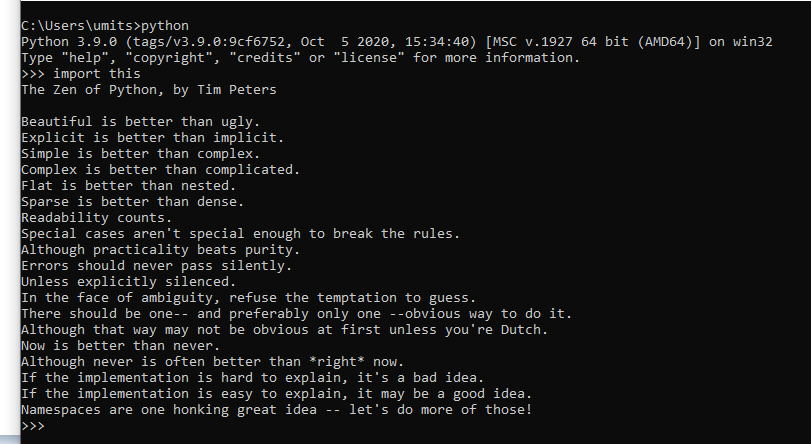 C:\Users\umits>python
Python 3.9.0 (tags/v3.9.0:9cf6752, Oct  5 2020, 15:34:40) [MSC v.1927 64 bit (AMD64)] on win32
Type "help", "copyright", "credits" or "license" for more information.
>>> import this
The Zen of Python, by Tim Peters

Beautiful is better than ugly.
Explicit is better than implicit.
Simple is better than complex.
Complex is better than complicated.
Flat is better than nested.
Sparse is better than dense.
Readability counts.
Special cases aren't special enough to break the rules.
Although practicality beats purity.
Errors should never pass silently.
Unless explicitly silenced.
In the face of ambiguity, refuse the temptation to guess.
There should be one-- and preferably only one --obvious way to do it.
Although that way may not be obvious at first unless you're Dutch.
Now is better than never.
Although never is often better than *right* now.
If the implementation is hard to explain, it's a bad idea.
If the implementation is easy to explain, it may be a good idea.
Namespaces are one honking great idea -- let's do more of those!
>>>